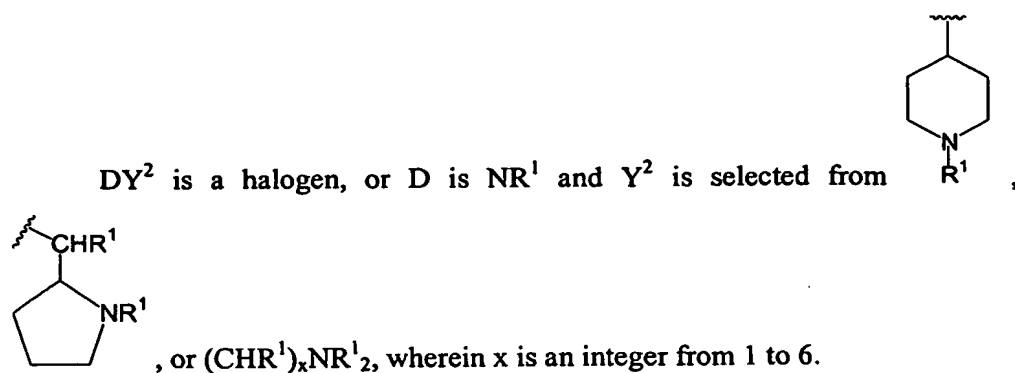 DY² is a halogen, or D is NR¹ and Y² is selected from
N
R¹
,
CHR¹
NR¹
, or (CHR¹)ₓNR¹₂, wherein x is an integer from 1 to 6.